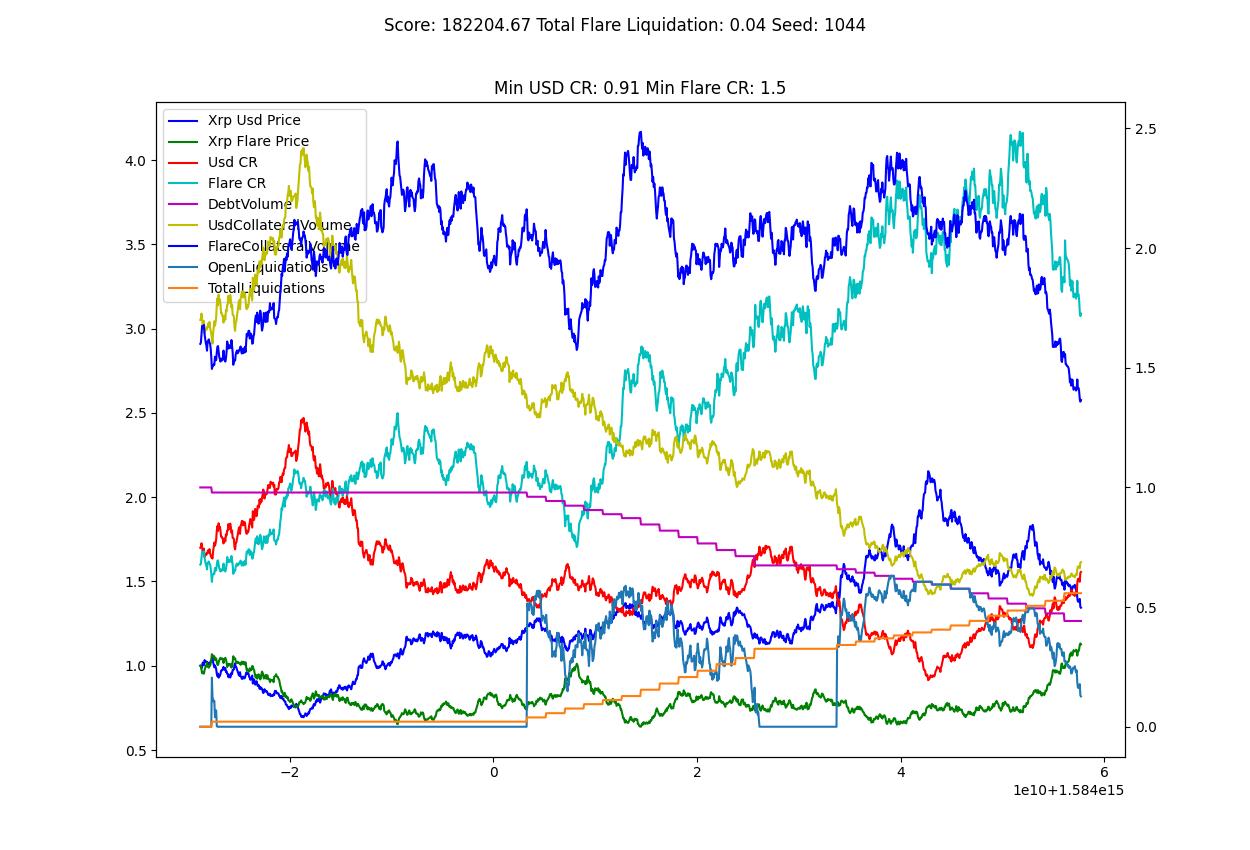 Score: 182204.67 Total Flare Liquidation: 0.04 Seed: 1044
Min USD CR: 0.91 Min Flare CR: 1.5
Xrp Usd Price
Xrp Flare Price
Usd CR
Flare CR
DebtVolume
UsdCollateralVolume
FlareCollateralVolume
OpenLiquidations
TotalLiquidations
4.0
3.5
3.0
2.5
2.0
1.5
1.0
0.5
2.5
2.0
1.5
1.0
0.5
0.0
−2 0 2 4 6
1e10+1.584e15